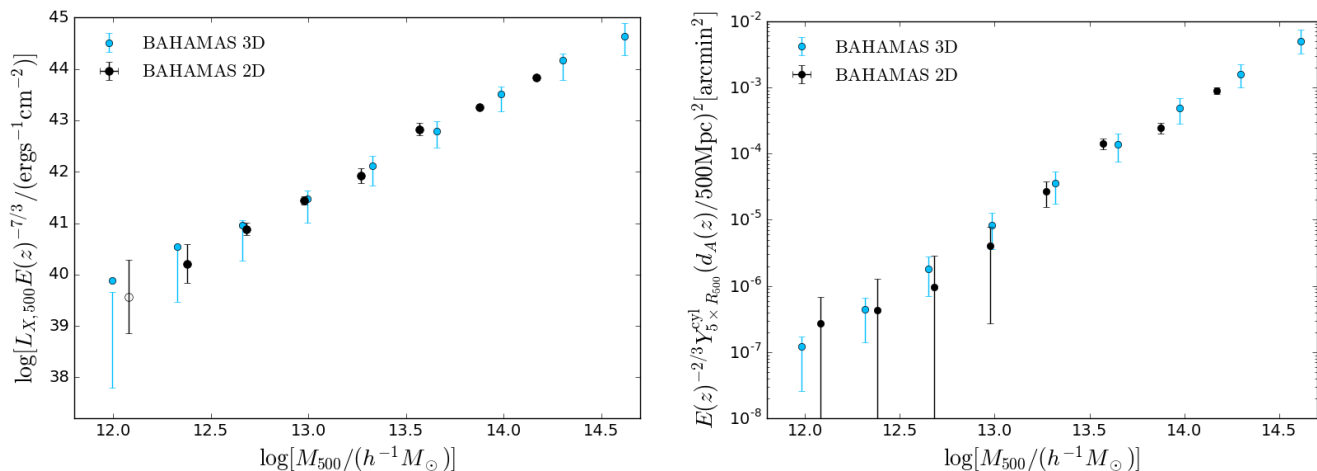 45
44
43
42
41
40
39
38
12.0 12.5 13.0 13.5 14.0 14.5
log[M_500/(h^{-1}M_⊙)]
log[L_{X,500}E(z)^{-7/3}/(ergs^{-1}cm^{-2})]
BAHAMAS 3D
BAHAMAS 2D
10^{-2}
10^{-3}
10^{-4}
10^{-5}
10^{-6}
10^{-7}
10^{-8}
12.0 12.5 13.0 13.5 14.0 14.5
log[M_500/(h^{-1}M_⊙)]
E(z)^{-2/3}Y^{cyl}_{5×R_{500}}(d_A(z)/500Mpc)^2[arcmin^2]
BAHAMAS 3D
BAHAMAS 2D